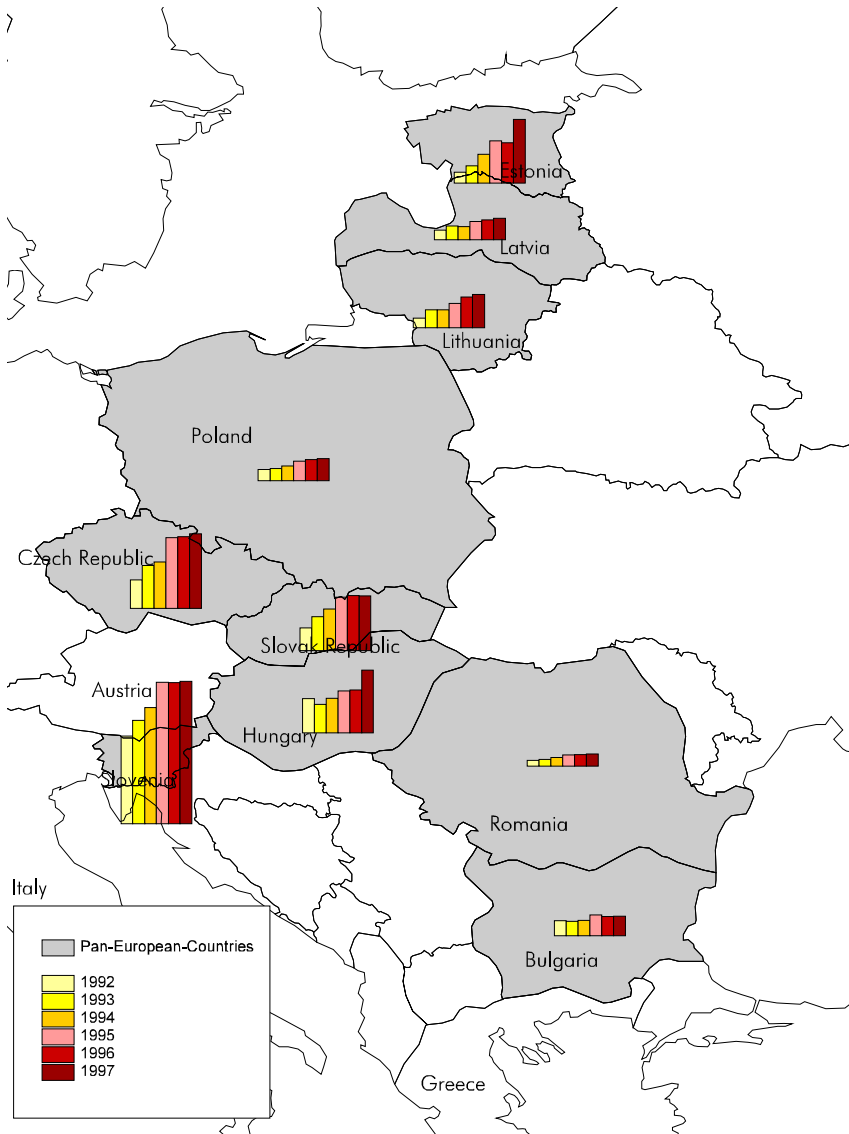 Estonia
Latvia
Lithuania
Poland
Czech Republic
Slovak Republic
Austria
Hungary
Slovenia
Romania
Italy
Bulgaria
Greece
Pan-European-Countries
1992
1993
1994
1995
1996
1997